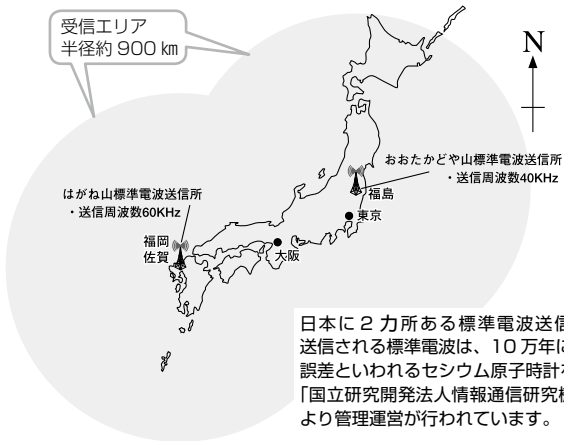 受信エリア
半径約 900 km
N
おおたかどや山標準電波送信所
・送信周波数40KHz
福島
東京
はがね山標準電波送信所
・送信周波数60KHz
福岡
佐賀
大阪
日本に 2 カ所ある標準電波送信
送信される標準電波は、10 万年に
誤差といわれるセシウム原子時計を
「国立研究開発法人情報通信研究機
より管理運営が行われています。